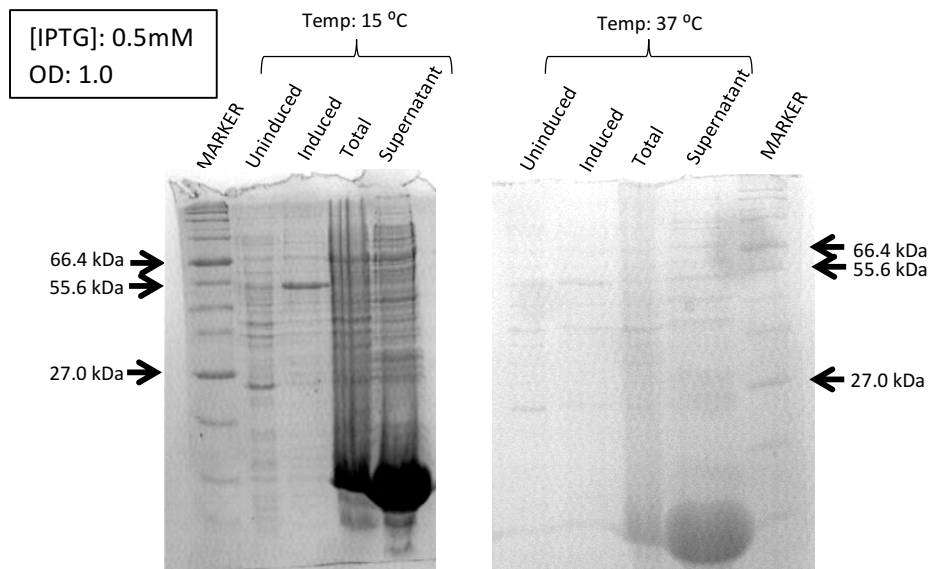 [IPTG]: 0.5mM
OD: 1.0
Temp: 15 ⁰C
Temp: 37 ⁰C
MARKER
Uninduced
Induced
Total
Supernatant
Uninduced
Induced
Total
Supernatant
MARKER
66.4 kDa
55.6 kDa
27.0 kDa
66.4 kDa
55.6 kDa
27.0 kDa